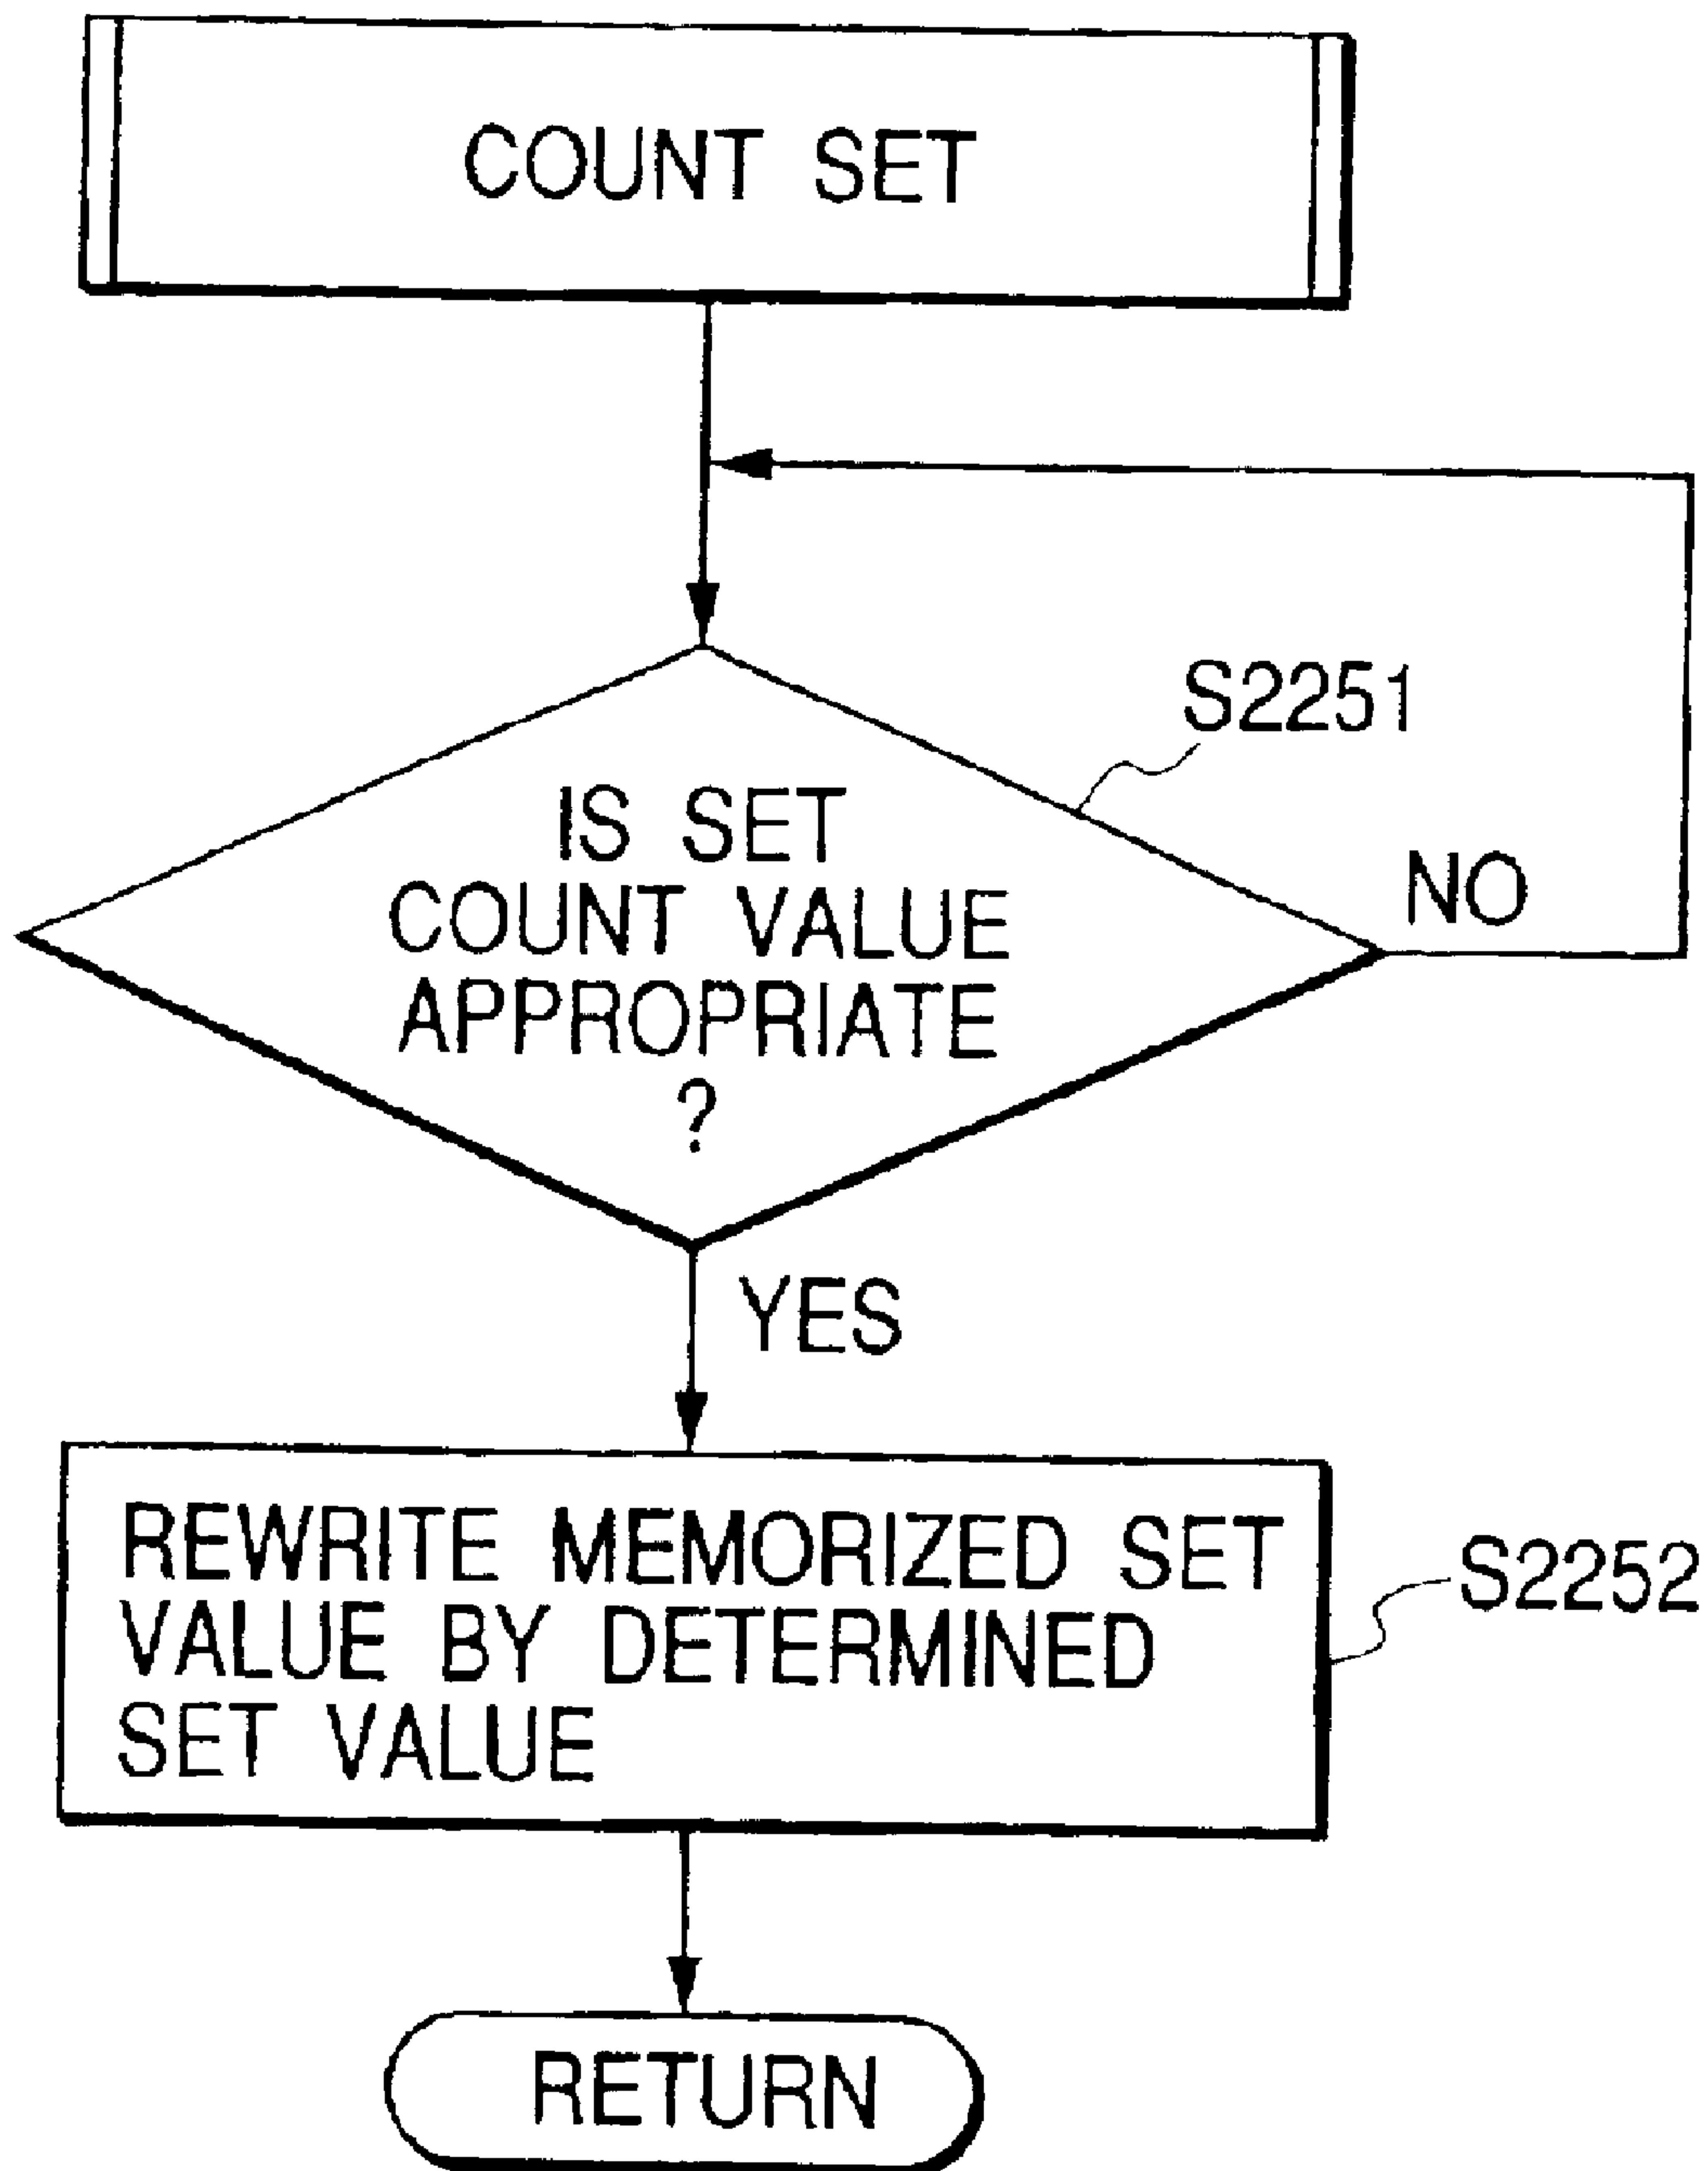 COUNT SET
S2251
IS SET
COUNT VALUE
APPROPRIATE
?
NO
YES
REWRITE MEMORIZED SET
VALUE BY DETERMINED
SET VALUE
S2252
RETURN